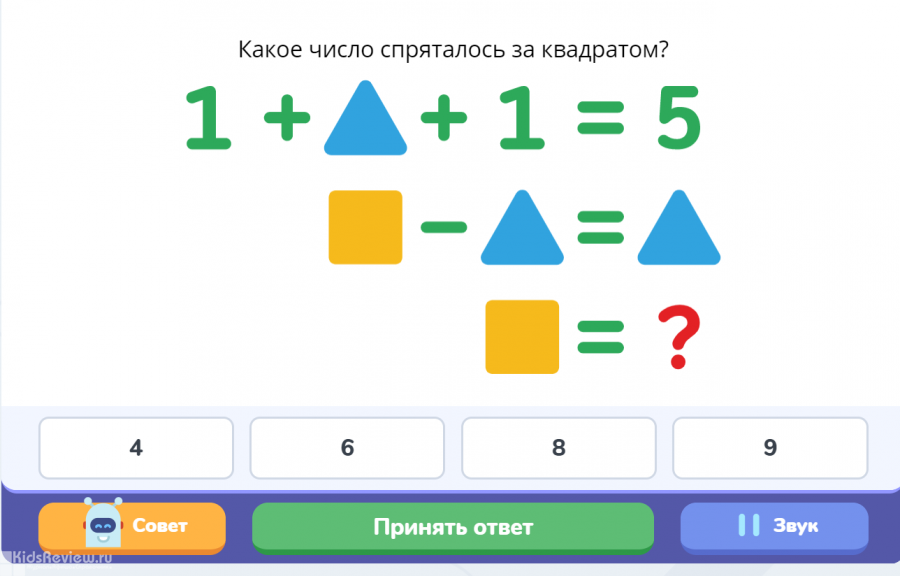 Какое число спряталось за квадратом?
1 + + 1 = 5
− =
= ?
4 6 8 9
Совет Принять ответ Звук
KidsReview.ru